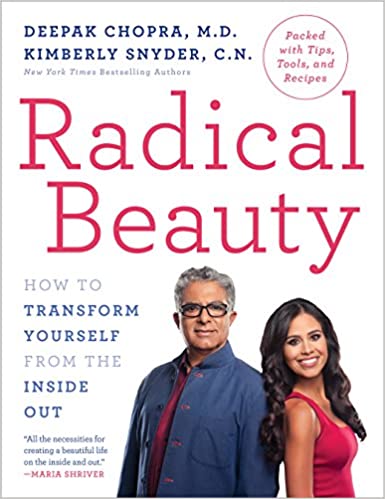 DEEPAK CHOPRA, M.D.
KIMBERLY SNYDER, C.N.
New York Times Bestselling Authors
Packed
with Tips,
Tools, and
Recipes
Radical
Beauty
HOW TO
TRANSFORM
YOURSELF
FROM THE
INSIDE
OUT
"All the necessities for
creating a beautiful life
on the inside and out."
—MARIA SHRIVER